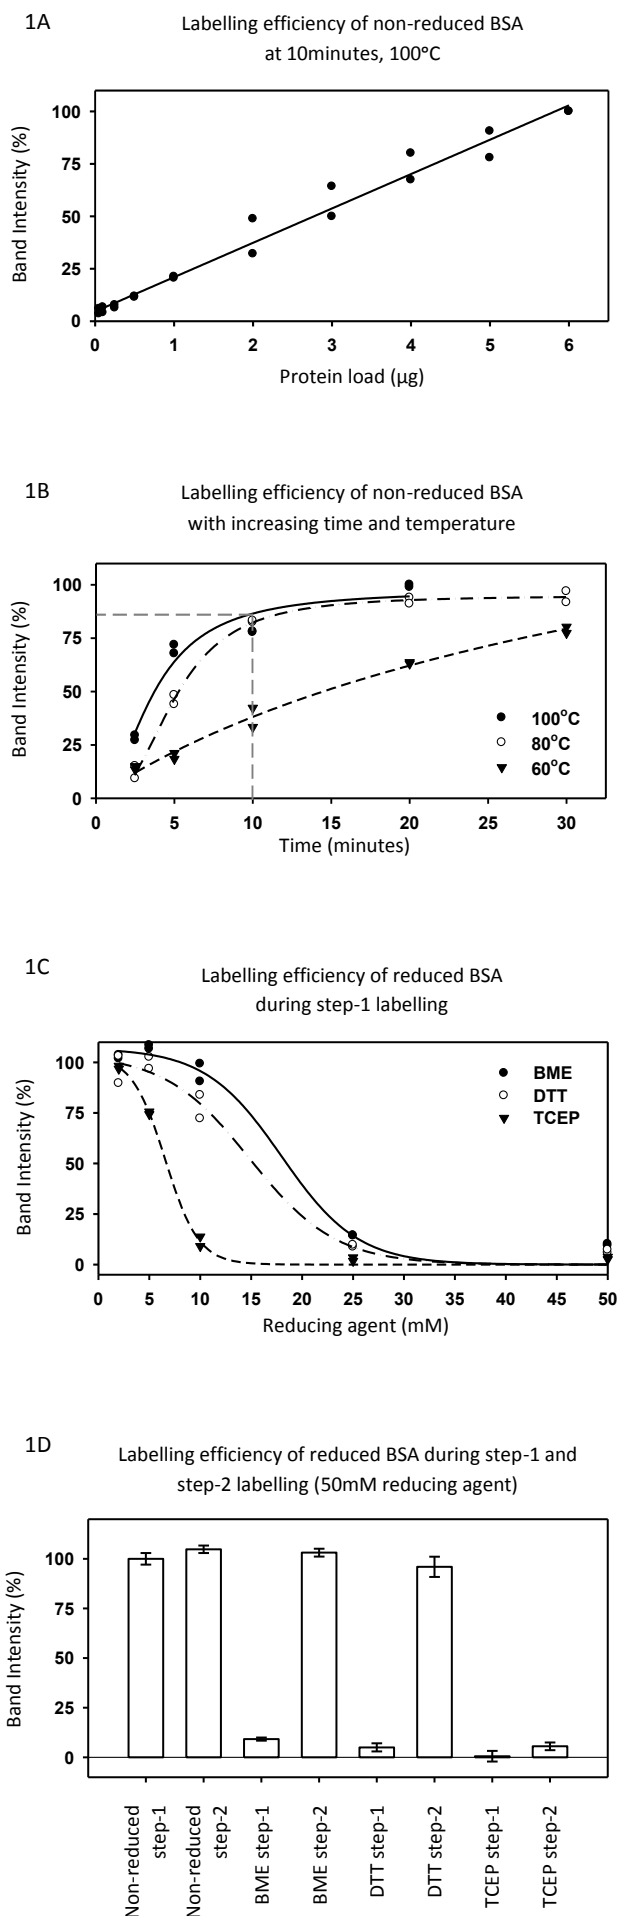 1A
Labelling efficiency of non-reduced BSA
at 10minutes, 100°C
Band Intensity (%)
100
75
50
25
0
0 1 2 3 4 5 6
Protein load (µg)
1B
Labelling efficiency of non-reduced BSA
with increasing time and temperature
Band Intensity (%)
100
75
50
25
0
100°C
80°C
60°C
0 5 10 15 20 25 30
Time (minutes)
1C
Labelling efficiency of reduced BSA
during step-1 labelling
Band Intensity (%)
100
75
50
25
0
BME
DTT
TCEP
0 5 10 15 20 25 30 35 40 45 50
Reducing agent (mM)
1D
Labelling efficiency of reduced BSA during step-1 and
step-2 labelling (50mM reducing agent)
Band Intensity (%)
100
75
50
25
0
Non-reduced
step-1
Non-reduced
step-2
BME step-1
BME step-2
DTT step-1
DTT step-2
TCEP step-1
TCEP step-2